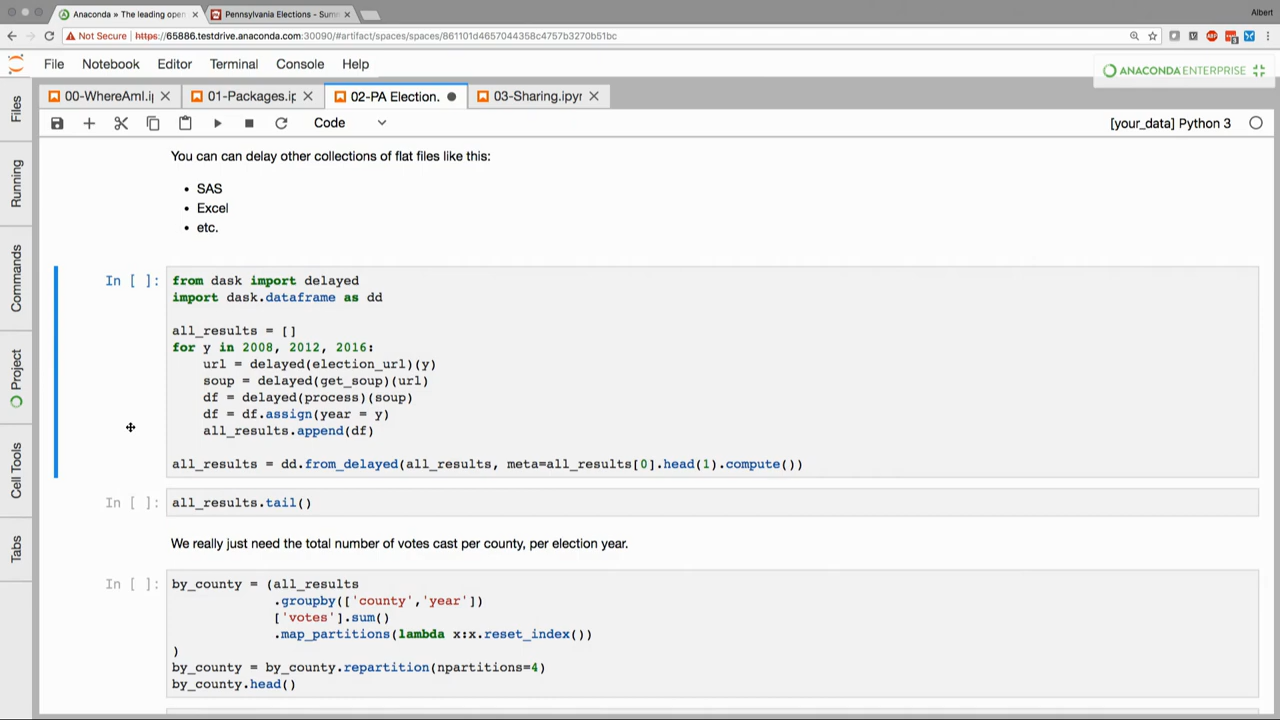 Anaconda » The leading open
Pennsylvania Elections - Sum
Albert
Not Secure
https://65886.testdrive.anaconda.com:30090/#artifact/spaces/spaces/861101d4657044358c4757b3270b51bc
File Edit View Terminal Console Help
ANACONDA ENTERPRISE
00-WhereAmI.i
01-Packages.ip
02-PA Election.
03-Sharing.ipyr
Code
[your_data] Python 3
Files
Running
Commands
Project
Cell Tools
Tabs
You can can delay other collections of flat files like this:
• SAS
• Excel
• etc.
In [ ]:
from dask import delayed
import dask.dataframe as dd
all_results = []
for y in 2008, 2012, 2016:
url = delayed(election_url)(y)
soup = delayed(get_soup)(url)
df = delayed(process)(soup)
df = df.assign(year = y)
all_results.append(df)
all_results = dd.from_delayed(all_results, meta=all_results[0].head(1).compute())
In [ ]:
all_results.tail()
We really just need the total number of votes cast per county, per election year.
In [ ]:
by_county = (all_results
.groupby(['county','year'])
['votes'].sum()
.map_partitions(lambda x:x.reset_index())
)
by_county = by_county.repartition(npartitions=4)
by_county.head()